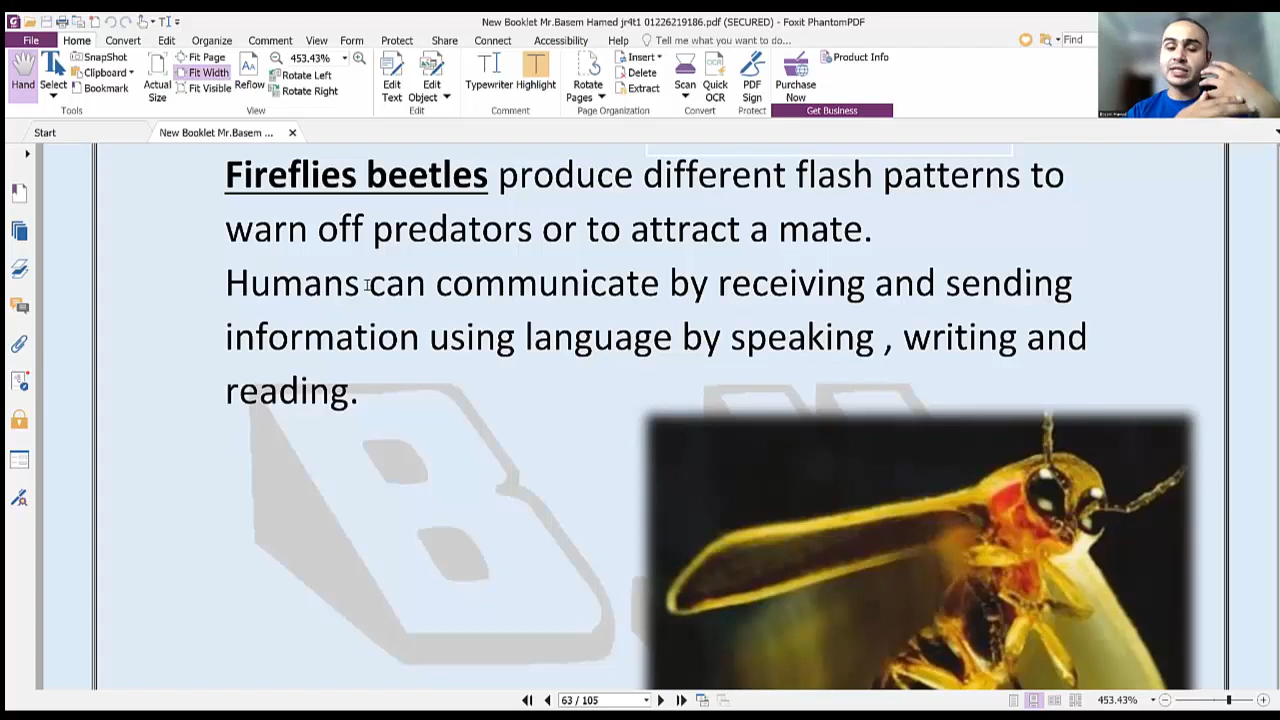 New Booklet Mr.Basem Hamed jr4t1 01226219186.pdf (SECURED) - Foxit PhantomPDF
File Home Convert Edit Organize Comment View Form Protect Share Connect Accessibility Help Tell me what you want to do... Find
SnapShot Fit Page 453.43% Insert Product Info
Clipboard Fit Width Rotate Left Delete
Hand Select Bookmark Actual Size Fit Visible Reflow Rotate Right Edit Text Edit Object Typewriter Highlight Rotate Pages Extract Scan Quick OCR PDF Sign Purchase Now
Tools View Edit Comment Page Organization Convert Protect Get Business
Start New Booklet Mr.Basem ...
Fireflies beetles produce different flash patterns to
warn off predators or to attract a mate.
Humans can communicate by receiving and sending
information using language by speaking , writing and
reading.
63 / 105 453.43%